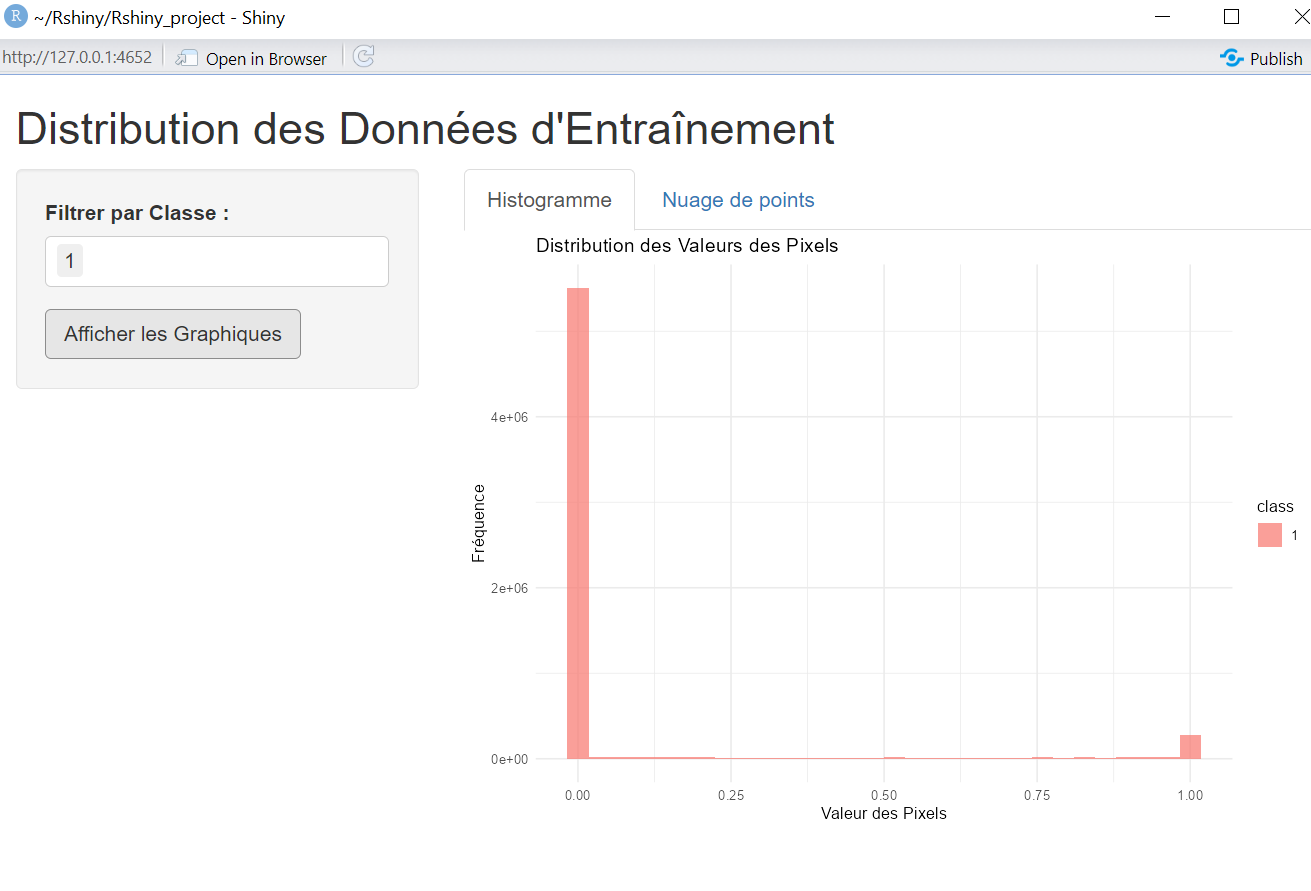 R ~/Rshiny/Rshiny_project - Shiny
http://127.0.0.1:4652 Open in Browser Publish
Distribution des Données d'Entraînement
Filtrer par Classe :
1
Afficher les Graphiques
Histogramme Nuage de points
Distribution des Valeurs des Pixels
Fréquence
4e+06
2e+06
0e+00
0.00 0.25 0.50 0.75 1.00
Valeur des Pixels
class
1